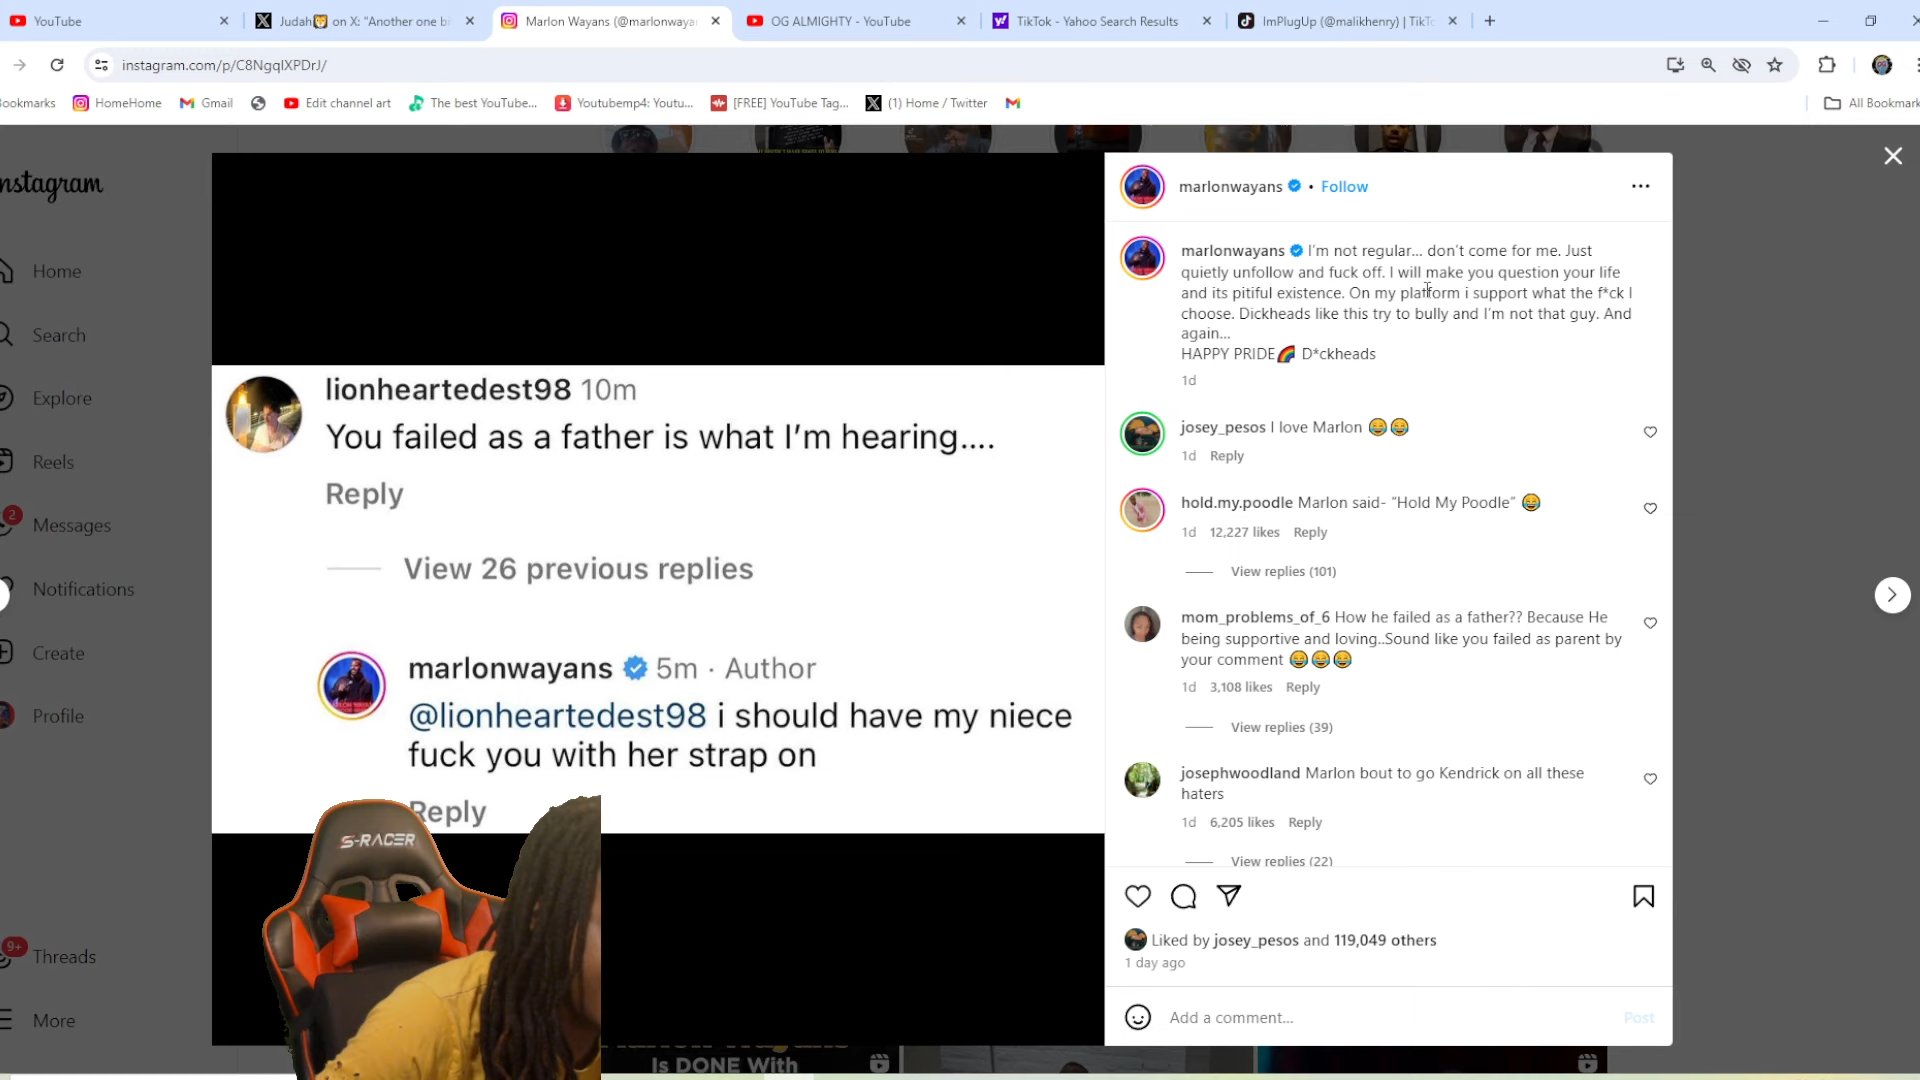 YouTube
Judah🦁 on X: "Another one bi
Marlon Wayans (@marlonwaya
OG ALMIGHTY - YouTube
TikTok - Yahoo Search Results
ImPlugUp (@malikhenry) | TikTo
instagram.com/p/C8NgqlXPDrJ/
ookmarks
HomeHome
Gmail
Edit channel art
The best YouTube...
Youtubemp4: Youtu...
[FREE] YouTube Tag...
(1) Home / Twitter
All Bookmark
nstagram
Home
Search
Explore
Reels
2
Messages
Notifications
Create
Profile
9+
Threads
More
lionheartedest98 10m
You failed as a father is what I'm hearing....
Reply
View 26 previous replies
marlonwayans 5m · Author
@lionheartedest98 i should have my niece
fuck you with her strap on
Reply
S-RACER
marlonwayans • Follow
marlonwayans I'm not regular... don't come for me. Just
quietly unfollow and fuck off. I will make you question your life
and its pitiful existence. On my platform i support what the f*ck I
choose. Dickheads like this try to bully and I'm not that guy. And
again...
HAPPY PRIDE🌈 D*ckheads
1d
josey_pesos I love Marlon 😂😂
1d Reply
hold.my.poodle Marlon said- “Hold My Poodle” 😂
1d 12,227 likes Reply
View replies (101)
mom_problems_of_6 How he failed as a father?? Because He
being supportive and loving..Sound like you failed as parent by
your comment 😂😂😂
1d 3,108 likes Reply
View replies (39)
josephwoodland Marlon bout to go Kendrick on all these
haters
1d 6,205 likes Reply
View replies (22)
Liked by josey_pesos and 119,049 others
1 day ago
Add a comment...
Post
Is DONE With